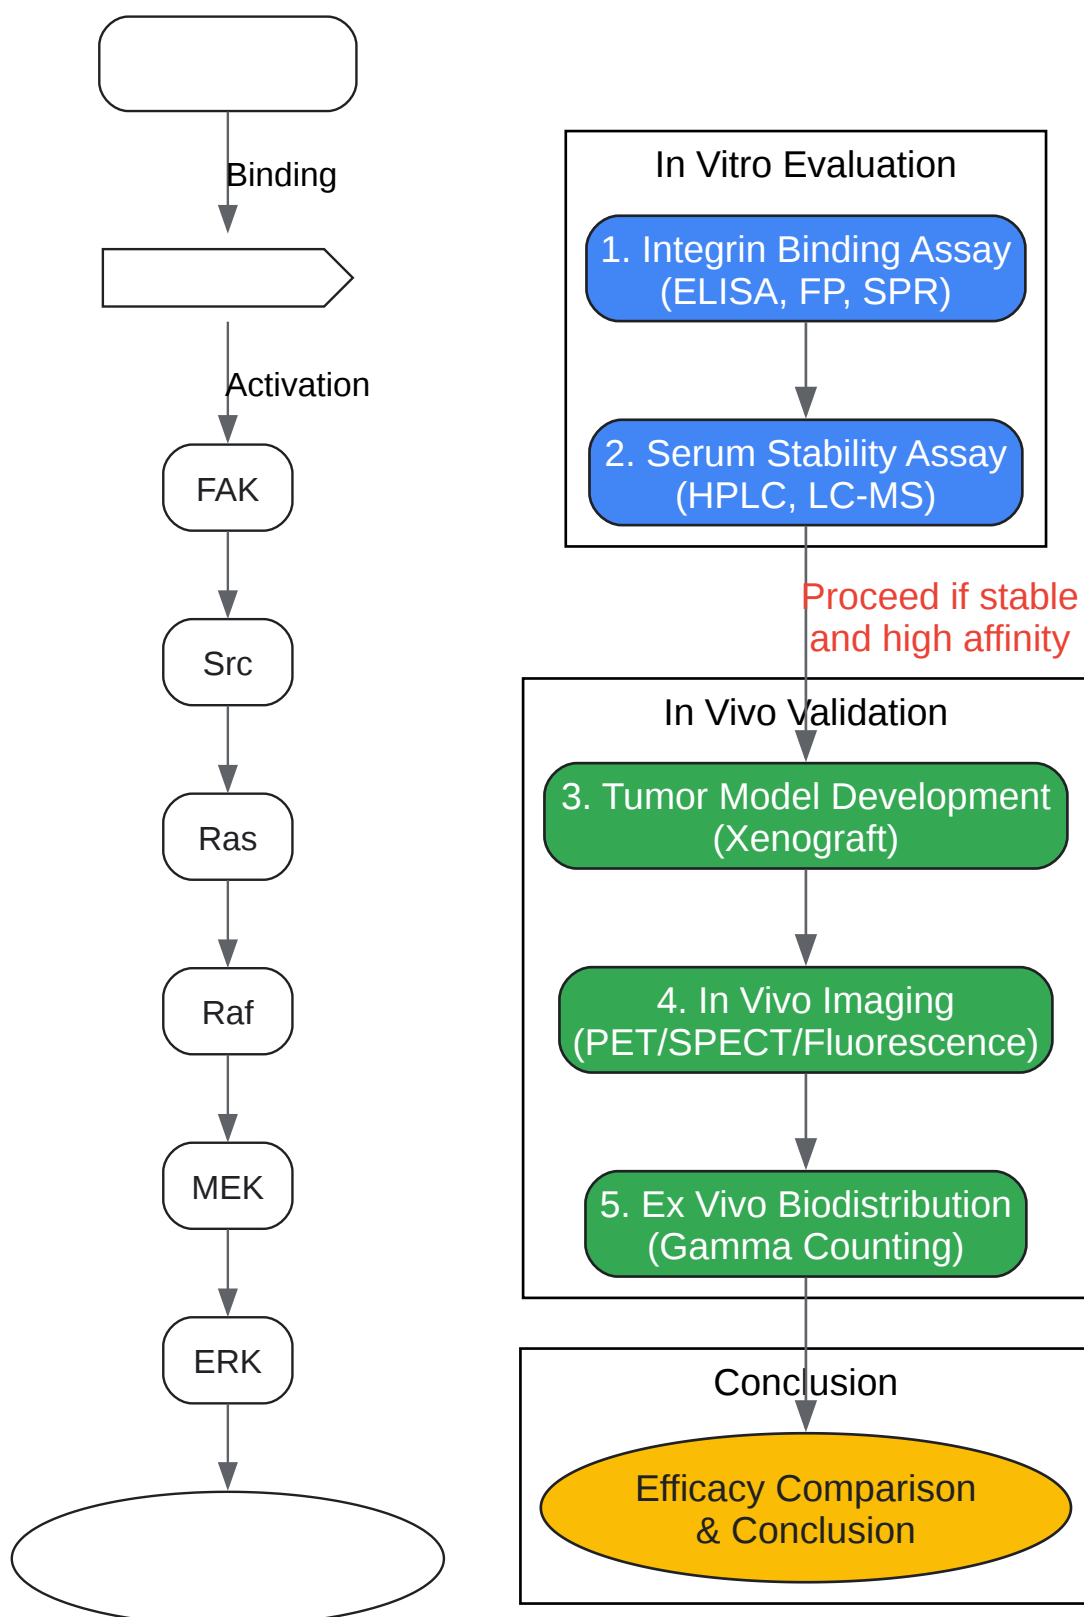 Binding
Activation
FAK
Src
Ras
Raf
MEK
ERK
In Vitro Evaluation
1. Integrin Binding Assay
(ELISA, FP, SPR)
2. Serum Stability Assay
(HPLC, LC-MS)
Proceed if stable
and high affinity
In Vivo Validation
3. Tumor Model Development
(Xenograft)
4. In Vivo Imaging
(PET/SPECT/Fluorescence)
5. Ex Vivo Biodistribution
(Gamma Counting)
Conclusion
Efficacy Comparison
& Conclusion